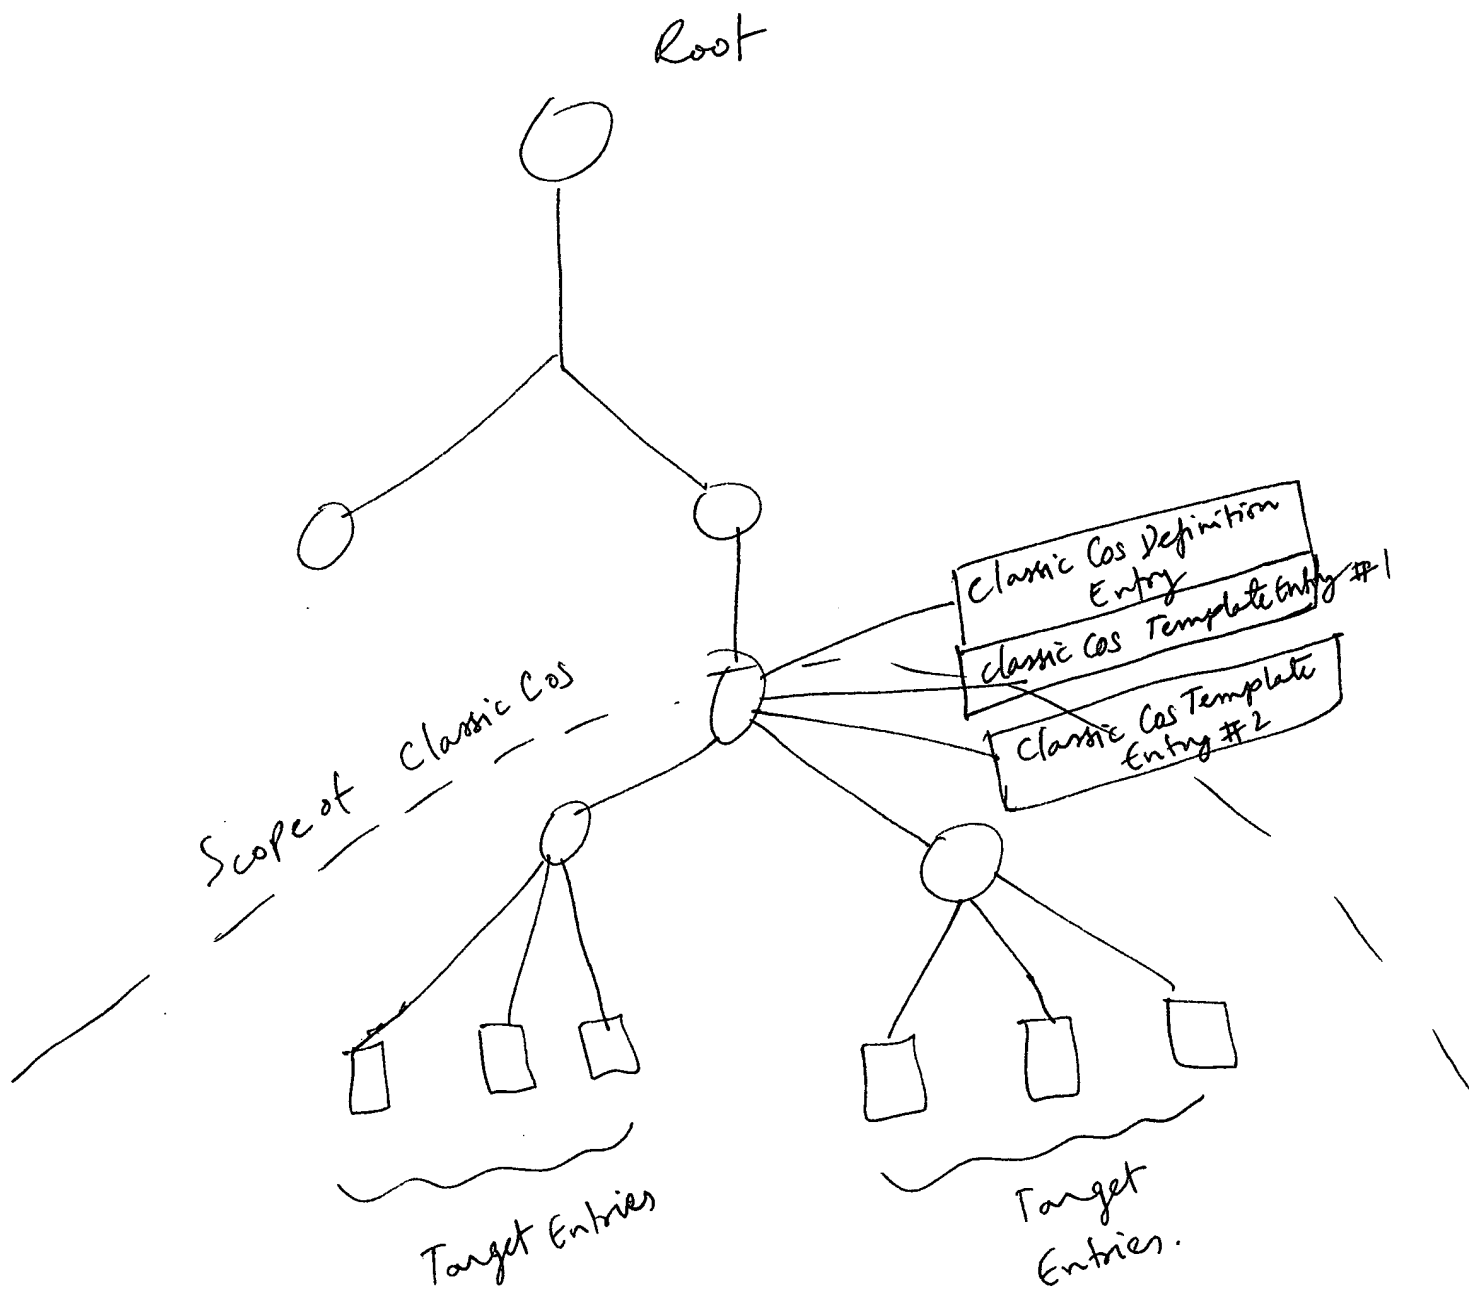 Root
Classic Cos Definition
Entry
Classic Cos Template Entry #1
Classic Cos Template
Entry #2
Scope of Classic Cos
Target Entries
Target
Entries.